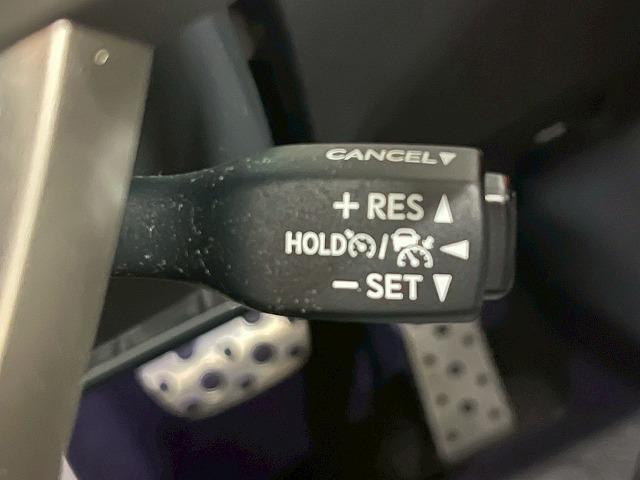 CANCEL▼
+ RES ▲
HOLD / ◀
− SET ▼